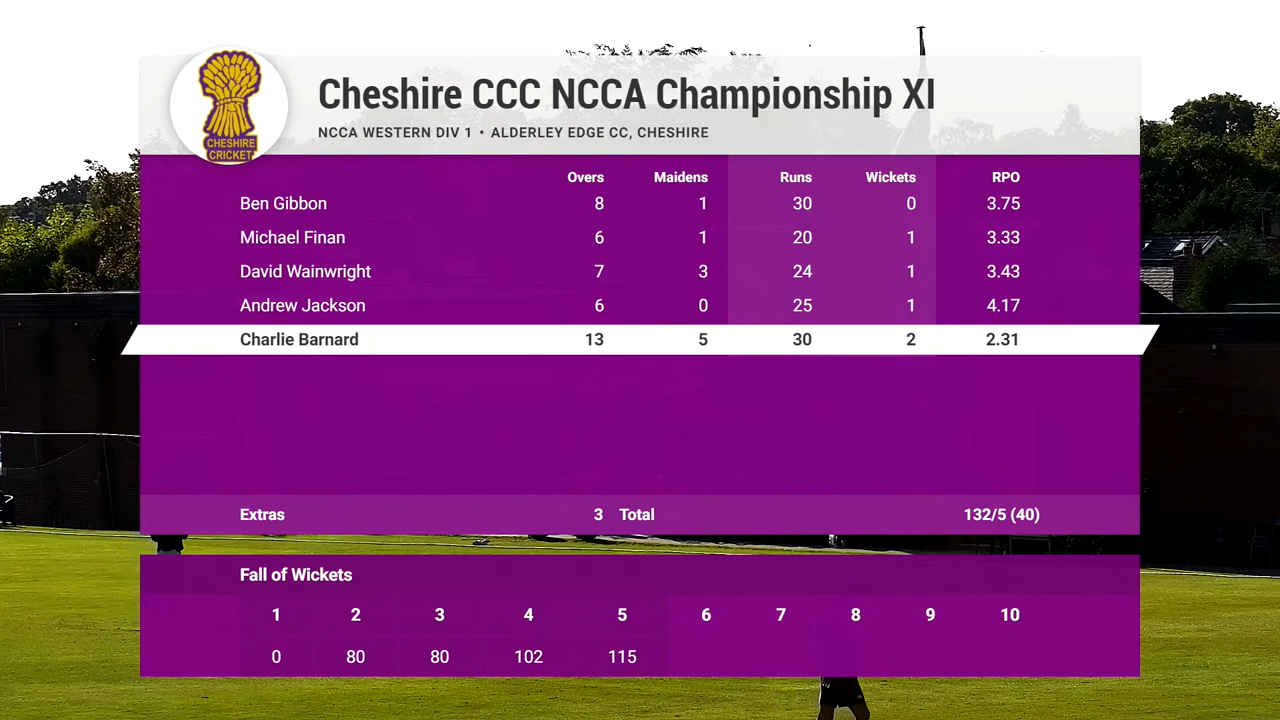 Cheshire CCC NCCA Championship XI
NCCA WESTERN DIV 1 • ALDERLEY EDGE CC, CHESHIRE
CHESHIRE
CRICKET
Overs Maidens Runs Wickets RPO
Ben Gibbon 8 1 30 0 3.75
Michael Finan 6 1 20 1 3.33
David Wainwright 7 3 24 1 3.43
Andrew Jackson 6 0 25 1 4.17
Charlie Barnard 13 5 30 2 2.31
Extras 3 Total 132/5 (40)
Fall of Wickets
1 2 3 4 5 6 7 8 9 10
0 80 80 102 115